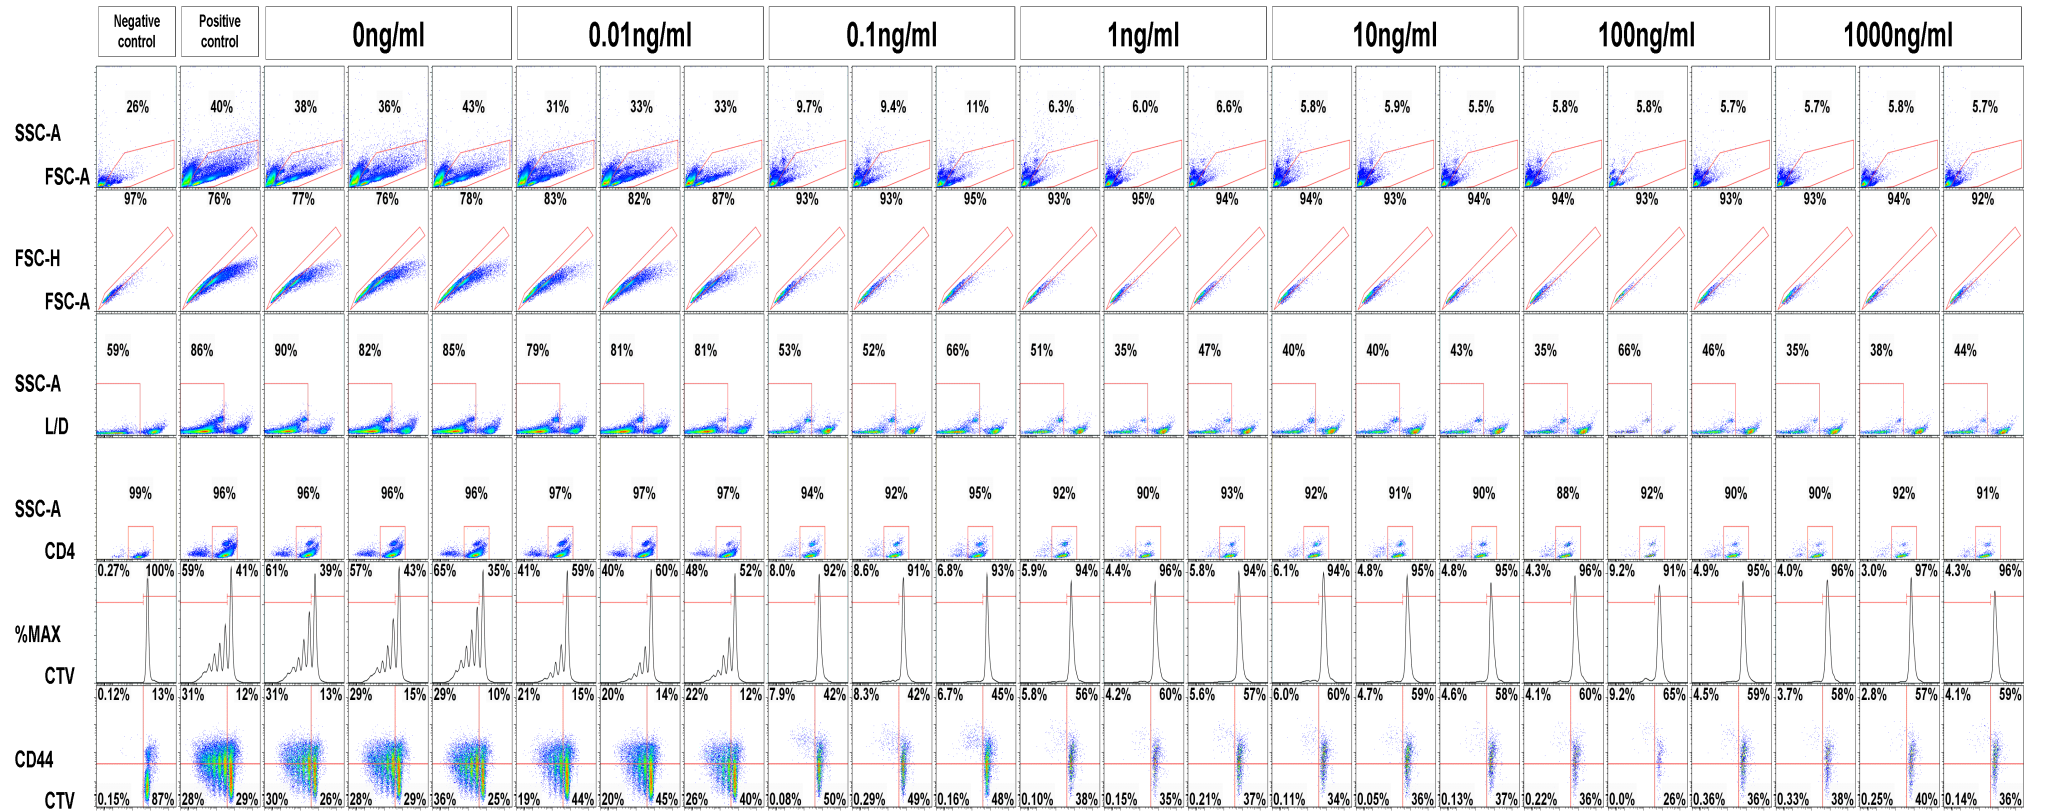 Negative control Positive control 0ng/ml 0.01ng/ml 0.1ng/ml 1ng/ml 10ng/ml 100ng/ml 1000ng/ml
26% 40% 38% 36% 43% 31% 33% 33% 9.7% 9.4% 11% 6.3% 6.0% 6.6% 5.8% 5.9% 5.5% 5.8% 5.8% 5.7% 5.7% 5.8% 5.7%
SSC-A
FSC-A
97% 76% 77% 76% 78% 83% 82% 87% 93% 93% 95% 93% 95% 94% 94% 93% 94% 94% 93% 93% 93% 94% 92%
FSC-H
FSC-A
59% 86% 90% 82% 85% 79% 81% 81% 53% 52% 66% 51% 35% 47% 40% 40% 43% 35% 66% 46% 35% 38% 44%
SSC-A
L/D
99% 96% 96% 96% 96% 97% 97% 97% 94% 92% 95% 92% 90% 93% 92% 91% 90% 88% 92% 90% 90% 92% 91%
SSC-A
CD4
0.27% 100% 59% 41% 61% 39% 57% 43% 65% 35% 41% 59% 40% 60% 48% 52% 8.0% 92% 8.6% 91% 6.8% 93% 5.9% 94% 4.4% 96% 5.8% 94% 6.1% 94% 4.8% 95% 4.8% 95% 4.3% 96% 9.2% 91% 4.9% 95% 4.0% 96% 3.0% 97% 4.3% 96%
%MAX
CTV
0.12% 13% 31% 12% 31% 13% 29% 15% 29% 10% 21% 15% 20% 14% 22% 12% 7.9% 42% 8.3% 42% 6.7% 45% 5.8% 56% 4.2% 60% 5.6% 57% 6.0% 60% 4.7% 59% 4.6% 58% 4.1% 60% 9.2% 65% 4.5% 59% 3.7% 58% 2.8% 57% 4.1% 59%
CD44
CTV
0.15% 87% 28% 29% 30% 26% 28% 29% 36% 25% 19% 44% 20% 45% 26% 40% 0.08% 50% 0.29% 49% 0.16% 48% 0.10% 38% 0.15% 35% 0.21% 37% 0.11% 34% 0.05% 36% 0.13% 37% 0.22% 36% 0.0% 26% 0.36% 36% 0.33% 38% 0.25% 40% 0.14% 36%